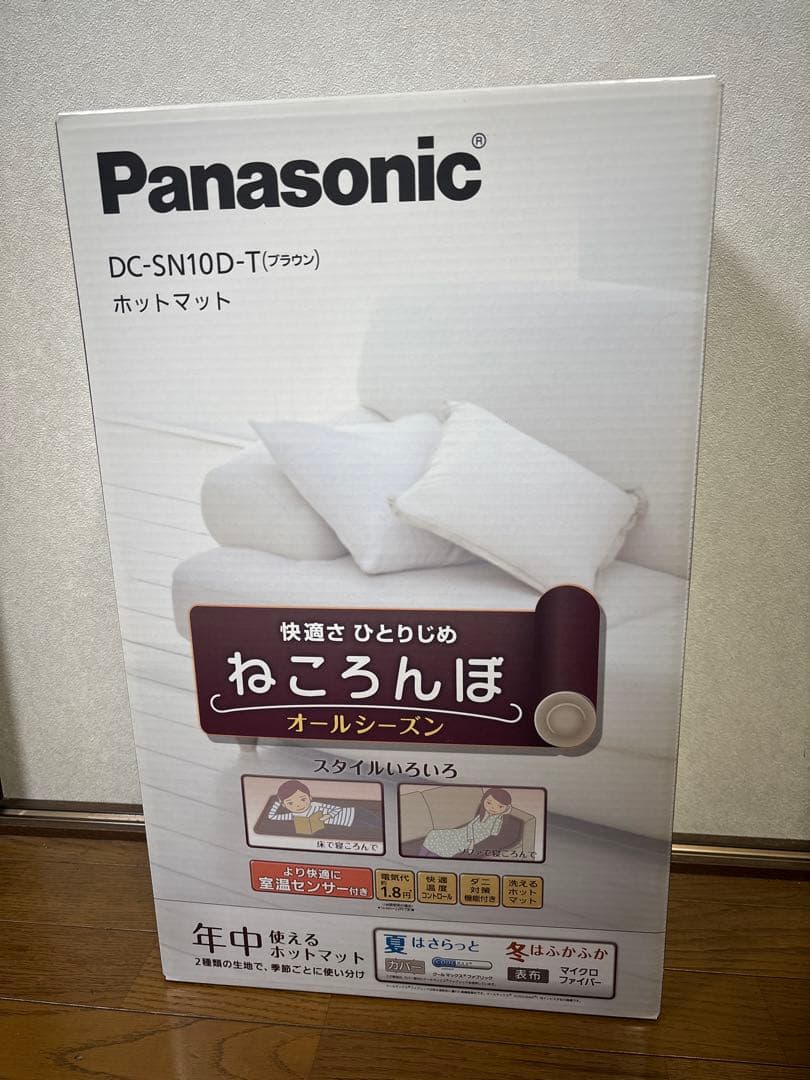 Panasonic®
DC-SN10D-T(ブラウン)
ホットマット
快適さ ひとりじめ
ねころんぼ
オールシーズン
スタイルいろいろ
床で寝ころんで
ソファで寝ころんで
より快適に
室温センサー付き
電気代
約1.8円
快適
温度
コントロール
ダニ
対策
機能付き
洗える
ホット
マット
年中 使える
ホットマット
2種類の生地で、季節ごとに使い分け
夏はさらっと
カバー
クールマックス®ファブリック
冬はふかふか
表布
マイクロ
ファイバー